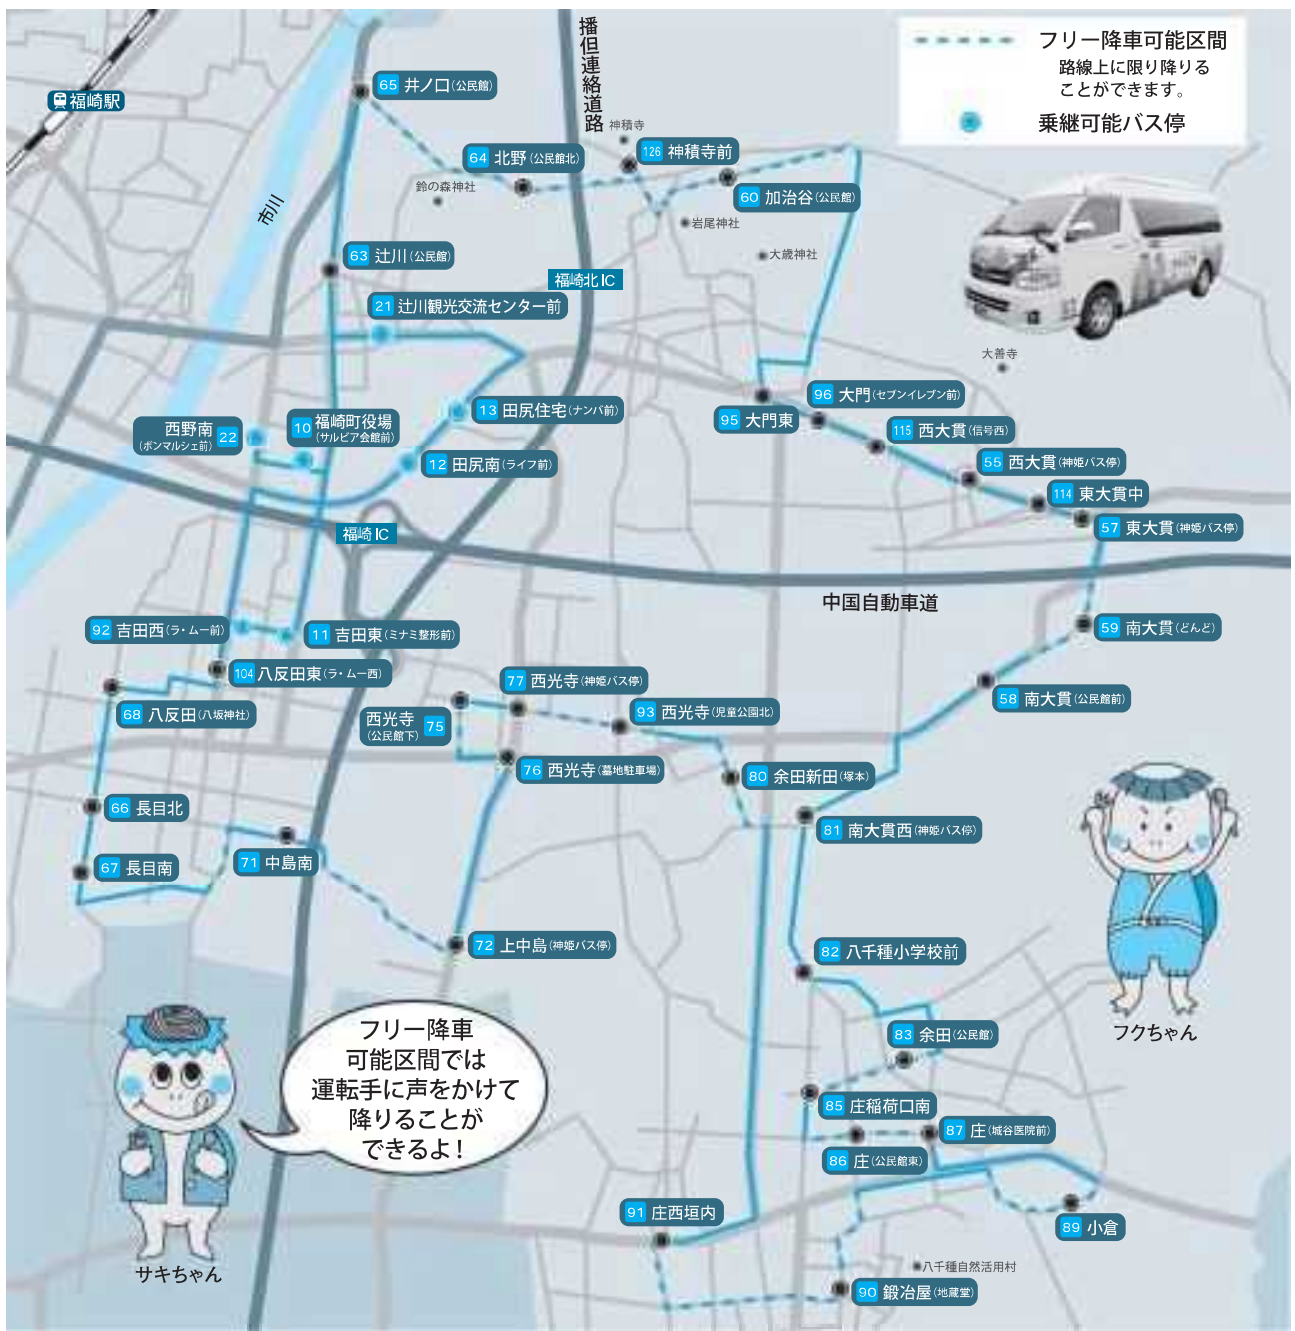 フリー降車可能区間
路線上に限り降りる
ことができます。
乗継可能バス停
播但連絡道路
福崎駅
65 井ノ口(公民館)
神積寺
64 北野(公民館北)
126 神積寺前
60 加治谷(公民館)
鈴の森神社
岩尾神社
大歳神社
市川
63 辻川(公民館)
福崎北IC
21 辻川観光交流センター前
大善寺
13 田尻住宅(ナンバ前)
96 大門(セブンイレブン前)
95 大門東
115 西大貫(信号西)
西野南
(ボンマルシェ前)
22
10 福崎町役場
(サルビア会館前)
12 田尻南(ライフ前)
55 西大貫(神姫バス停)
114 東大貫中
57 東大貫(神姫バス停)
福崎IC
中国自動車道
92 吉田西(ラ・ムー前)
11 吉田東(ミナミ整形前)
59 南大貫(どんど)
104 八反田東(ラ・ムー西)
77 西光寺(神姫バス停)
58 南大貫(公民館前)
68 八反田(八坂神社)
西光寺
(公民館下)
75
93 西光寺(児童公園北)
76 西光寺(墓地駐車場)
80 余田新田(塚本)
66 長目北
81 南大貫西(神姫バス停)
67 長目南
71 中島南
72 上中島(神姫バス停)
82 八千種小学校前
フクちゃん
83 余田(公民館)
フリー降車
可能区間では
運転手に声をかけて
降りることが
できるよ!
85 庄稲荷口南
87 庄(城谷医院前)
86 庄(公民館東)
91 庄西垣内
89 小倉
サキちゃん
八千種自然活用村
90 鍛冶屋(地蔵堂)